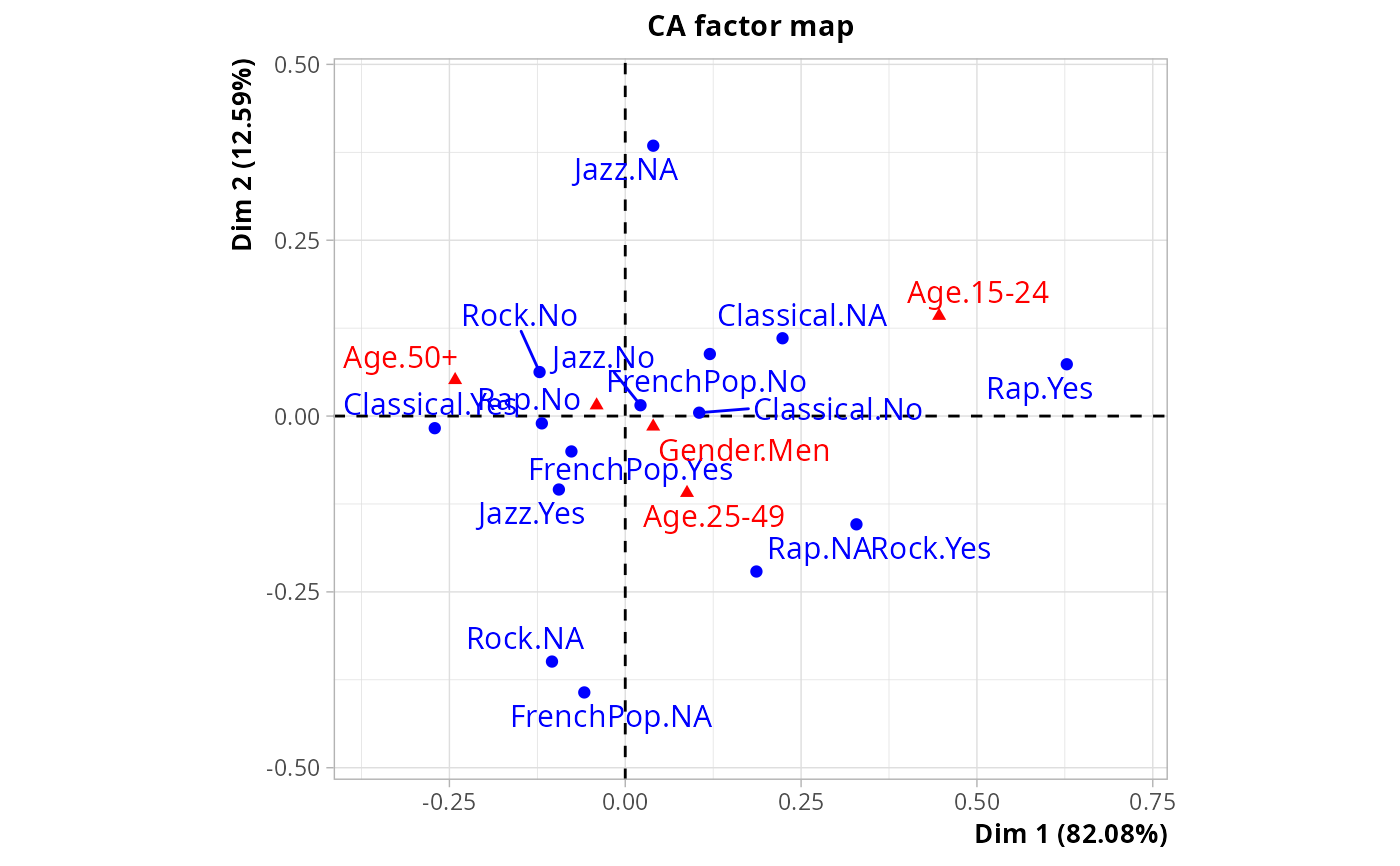 CA factor map
Dim 2 (12.59%)
0.50
0.25
0.00
-0.25
-0.50
Jazz.NA
Age.15-24
Rock.No
Classical.NA
Jazz.No
Age.50+
FrenchPop.No
Rap.Yes
Rap.No
Classical.Yes
Classical.No
Gender.Men
FrenchPop.Yes
Jazz.Yes
Age.25-49
Rap.NA
Rock.Yes
Rock.NA
FrenchPop.NA
-0.25
0.00
0.25
0.50
0.75
Dim 1 (82.08%)